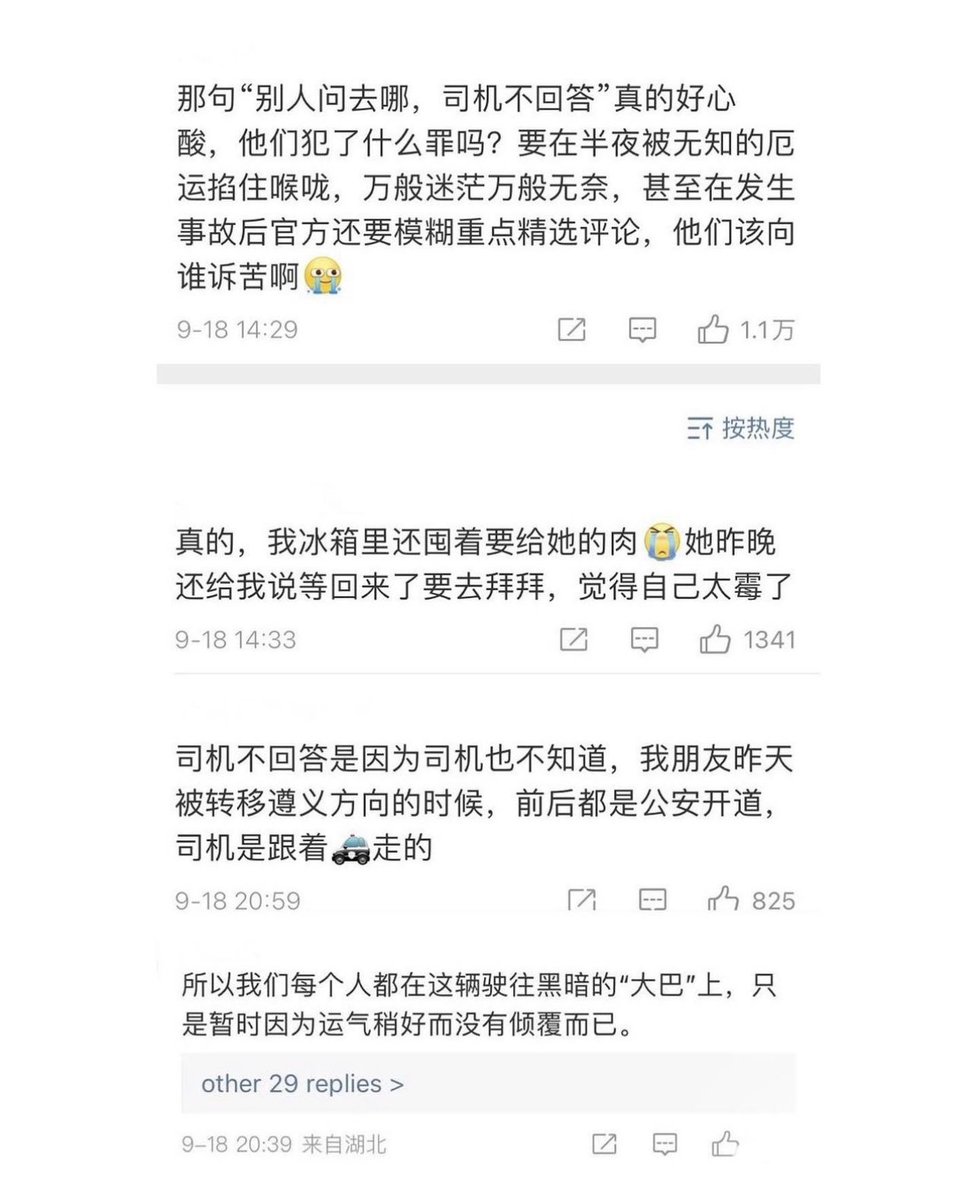 那句“别人问去哪，司机不回答”真的好心
酸，他们犯了什么罪吗？要在半夜被无知的厄
运掐住喉咙，万般迷茫万般无奈，甚至在发生
事故后官方还要模糊重点精选评论，他们该向
谁诉苦啊
9-18 14:29
1.1万
按热度
真的，我冰箱里还囤着要给她的肉😭她昨晚
还给我说等回来了要去拜拜，觉得自己太霉了
9-18 14:33
1341
司机不回答是因为司机也不知道，我朋友昨天
被转移遵义方向的时候，前后都是公安开道，
司机是跟着🚓走的
9-18 20:59
825
所以我们每个人都在这辆驶往黑暗的“大巴”上，只
是暂时因为运气稍好而没有倾覆而已。
other 29 replies >
9-18 20:39 来自湖北